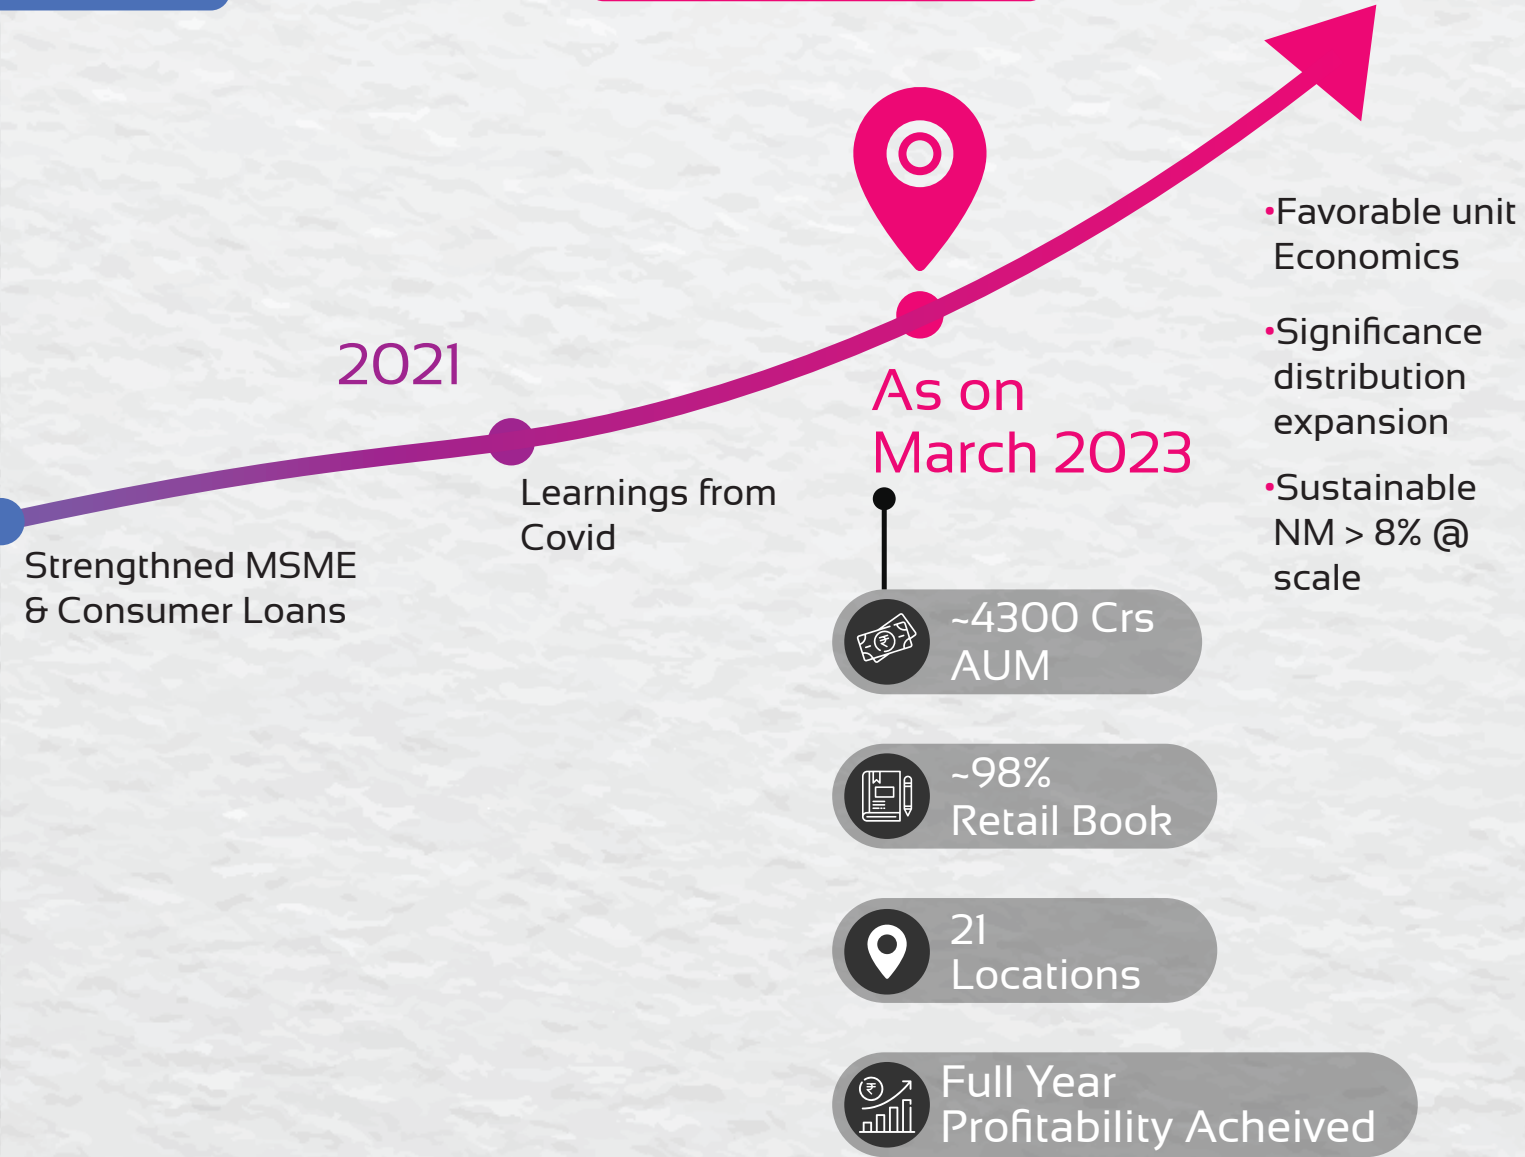 2021
Strengthned MSME
& Consumer Loans
Learnings from
Covid
As on
March 2023
~4300 Crs
AUM
~98%
Retail Book
21
Locations
Full Year
Profitability Acheived
•Favorable unit
Economics
•Significance
distribution
expansion
•Sustainable
NM > 8% @
scale